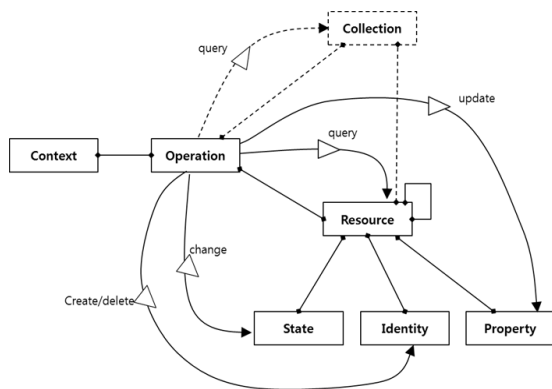 Collection
query
update
query
Context
Operation
Resource
change
Create/delete
State
Identity
Property